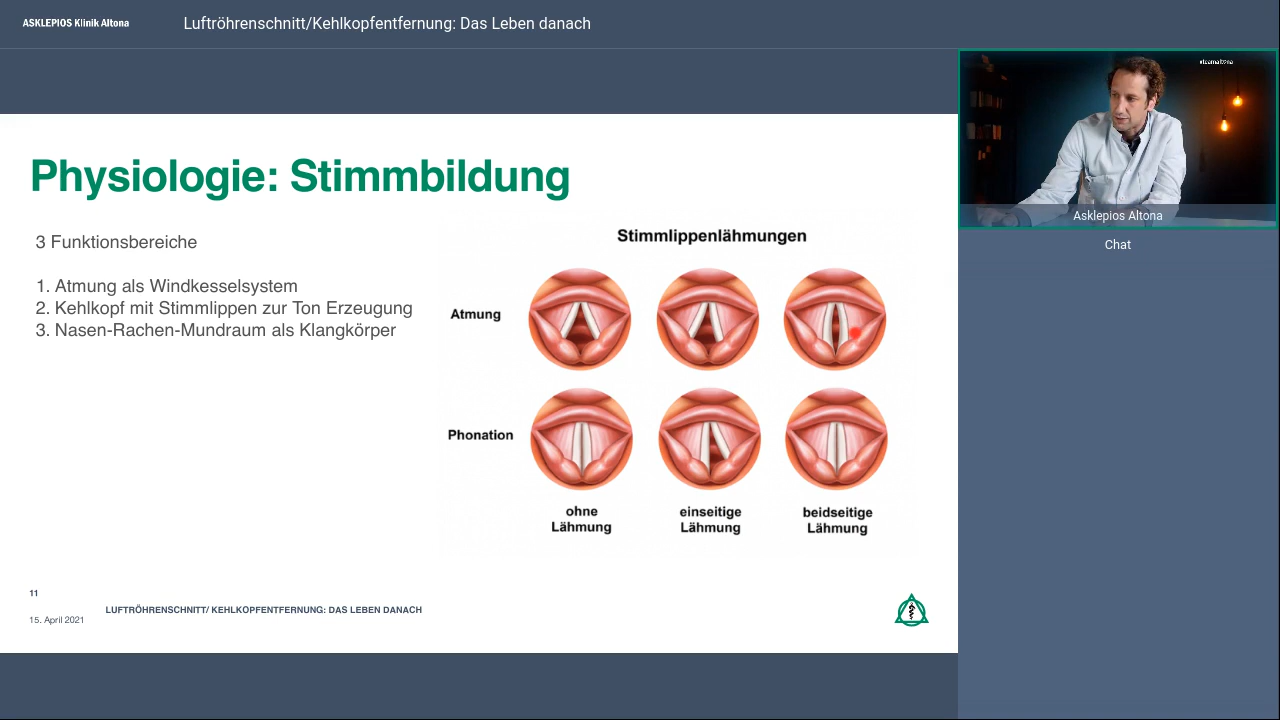 ASKLEPIOS Klinik Altona
Luftröhrenschnitt/Kehlkopfentfernung: Das Leben danach
#teamaltona
Asklepios Altona
Chat
Physiologie: Stimmbildung
3 Funktionsbereiche
1. Atmung als Windkesselsystem
2. Kehlkopf mit Stimmlippen zur Ton Erzeugung
3. Nasen-Rachen-Mundraum als Klangkörper
Stimmlippenlähmungen
Atmung
Phonation
ohne
Lähmung
einseitige
Lähmung
beidseitige
Lähmung
11
LUFTRÖHRENSCHNITT/ KEHLKOPFENTFERNUNG: DAS LEBEN DANACH
15. April 2021